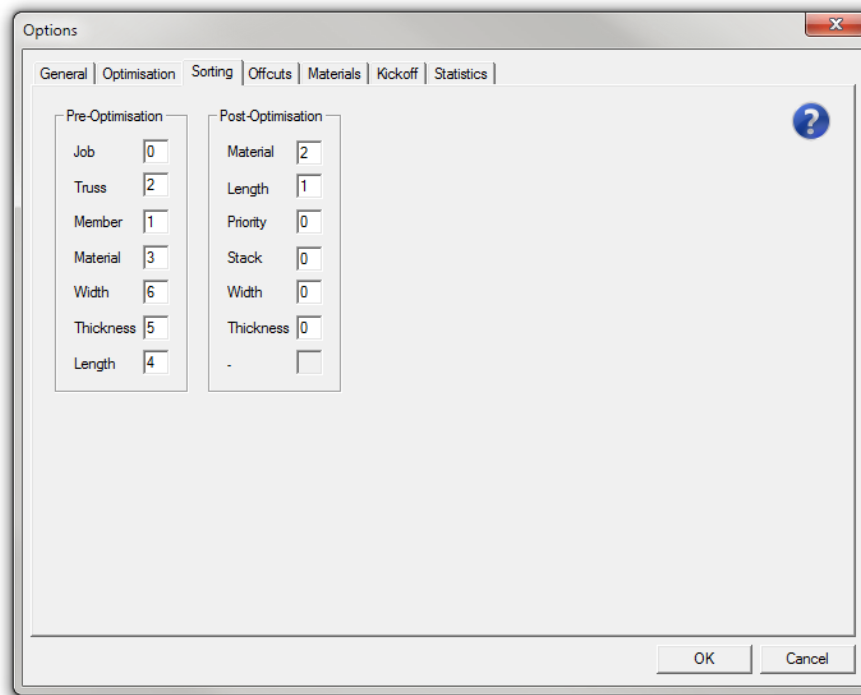 Options
General Optimisation Sorting Offcuts Materials Kickoff Statistics
Pre-Optimisation
Job 0
Truss 2
Member 1
Material 3
Width 6
Thickness 5
Length 4
Post-Optimisation
Material 2
Length 1
Priority 0
Stack 0
Width 0
Thickness 0
-
?
OK Cancel